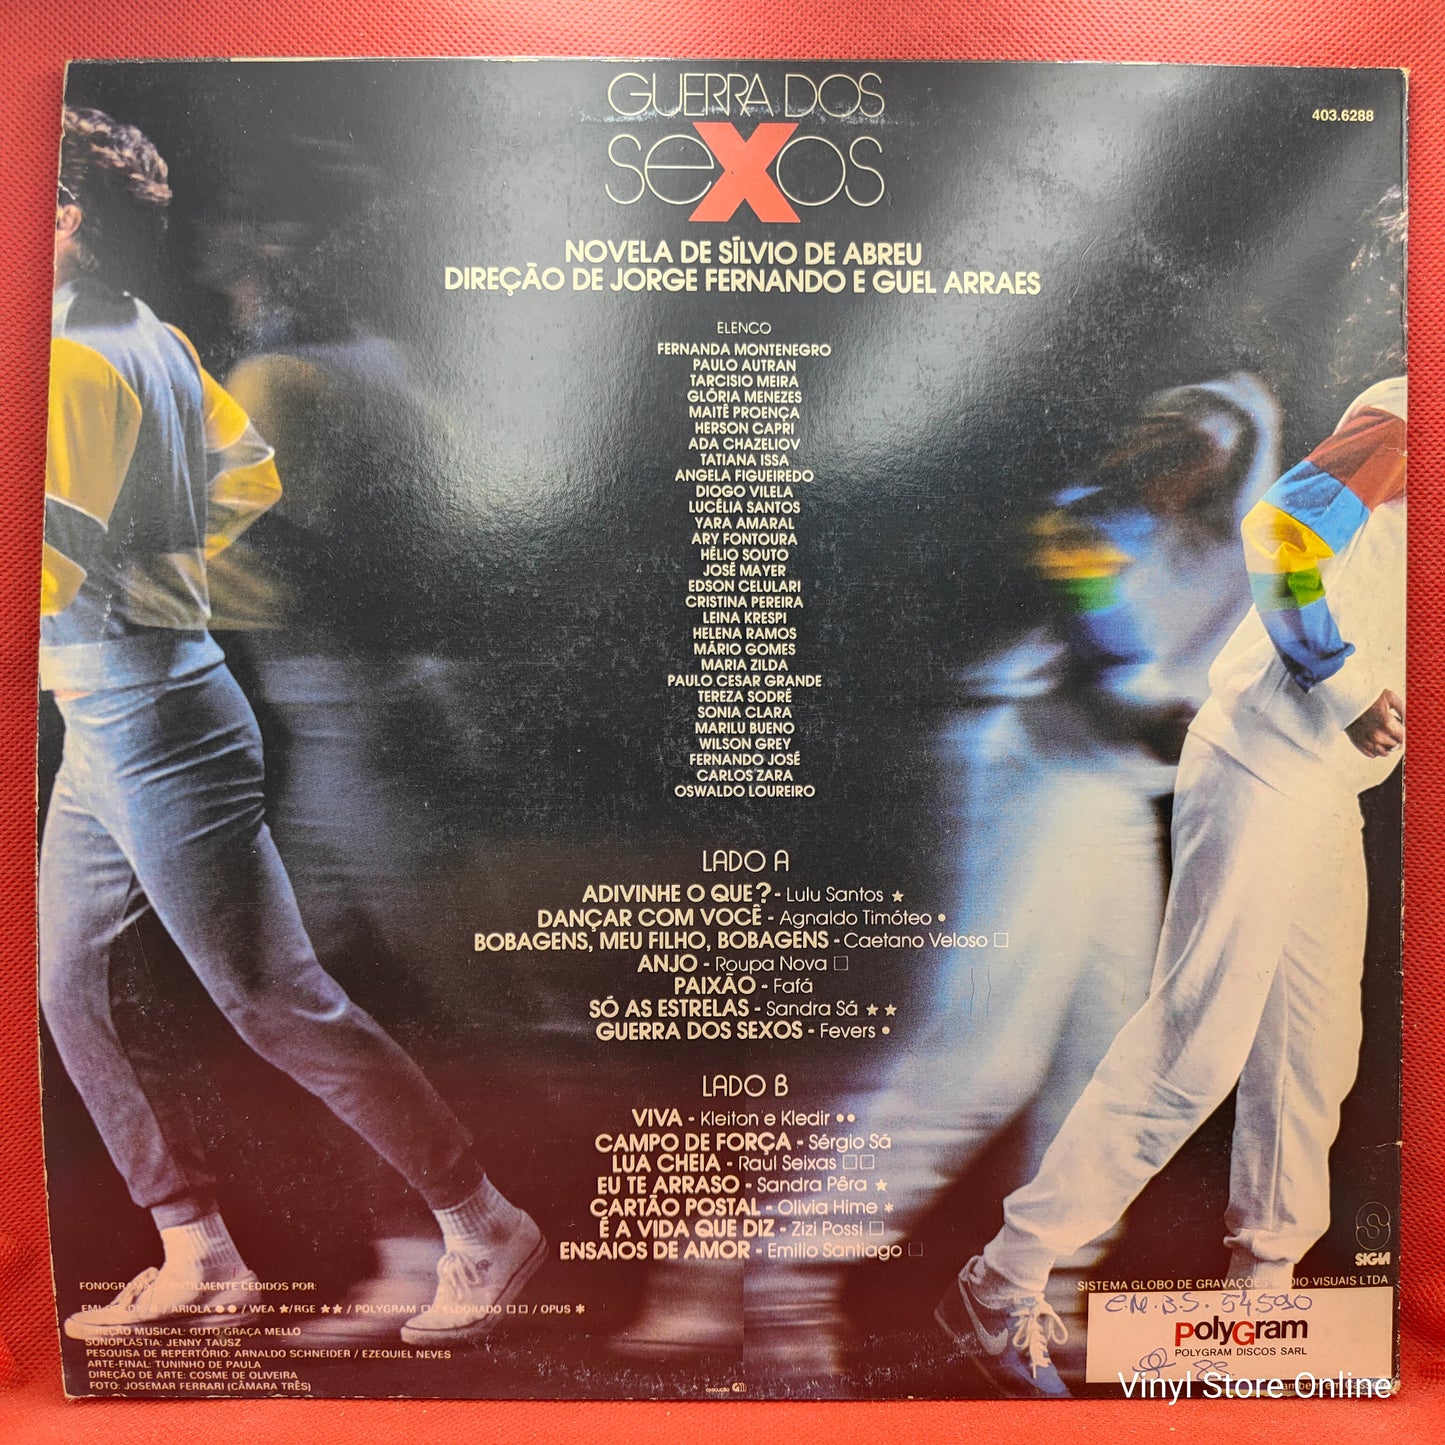 GUERRA DOS
SEXOS
403.6288
NOVELA DE SÍLVIO DE ABREU
DIREÇÃO DE JORGE FERNANDO E GUEL ARRAES
ELENCO
FERNANDA MONTENEGRO
PAULO AUTRAN
TARCISIO MEIRA
GLÓRIA MENEZES
MAITÊ PROENÇA
HERSON CAPRI
ADA CHAZELIOV
TATIANA ISSA
ANGELA FIGUEIREDO
DIOGO VILELA
LUCÉLIA SANTOS
YARA AMARAL
ARY FONTOURA
HÉLIO SOUTO
JOSÉ MAYER
EDSON CELULARI
CRISTINA PEREIRA
LEINA KRESPI
HELENA RAMOS
MÁRIO GOMES
MARIA ZILDA
PAULO CESAR GRANDE
TEREZA SODRÉ
SONIA CLARA
MARILU BUENO
WILSON GREY
FERNANDO JOSÉ
CARLOS ZARA
OSWALDO LOUREIRO
LADO A
ADIVINHE O QUE? - Lulu Santos ★
DANÇAR COM VOCÊ - Agnaldo Timóteo ●
BOBAGENS, MEU FILHO, BOBAGENS - Caetano Veloso □
ANJO - Roupa Nova □
PAIXÃO - Fafá
SÓ AS ESTRELAS - Sandra Sá ★ ★
GUERRA DOS SEXOS - Fevers ●
LADO B
VIVA - Kleiton e Kledir ●●
CAMPO DE FORÇA - Sérgio Sá
LUA CHEIA - Raul Seixas □□
EU TE ARRASO - Sandra Pêra ★
CARTÃO POSTAL - Olivia Hime ✱
É A VIDA QUE DIZ - Zizi Possi □
ENSAIOS DE AMOR - Emilio Santiago □
SIGLA
SISTEMA GLOBO DE GRAVAÇÕES ÁUDIO-VISUAIS LTDA
FONOGRAMAS GENTILMENTE CEDIDOS POR:
/ ARIOLA ●● / WEA ★/RGE ★★ / POLYGRAM □ / ELDORADO □□ / OPUS ✱
DIREÇÃO MUSICAL: GUTO GRAÇA MELLO
SONOPLASTIA: JENNY TAUSZ
PESQUISA DE REPERTÓRIO: ARNALDO SCHNEIDER / EZEQUIEL NEVES
ARTE-FINAL: TUNINHO DE PAULA
DIREÇÃO DE ARTE: COSME DE OLIVEIRA
FOTO: JOSEMAR FERRARI (CÂMARA TRÊS)
54590
PolyGram
POLYGRAM DISCOS SARL
Vinyl Store Online